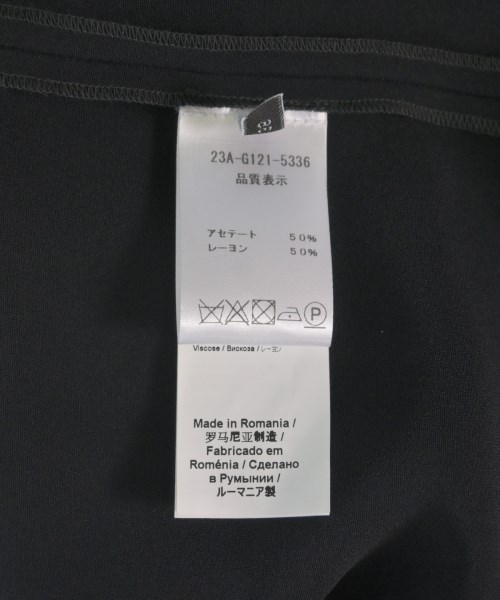 38
23A-G121-5336
品質表示
アセテート 50%
レーヨン 50%
P
Viscose / Вискоза / レーヨン
Made in Romania /
罗马尼亚制造 /
Fabricado em
Roménia / Сделано
в Румынии /
ルーマニア製